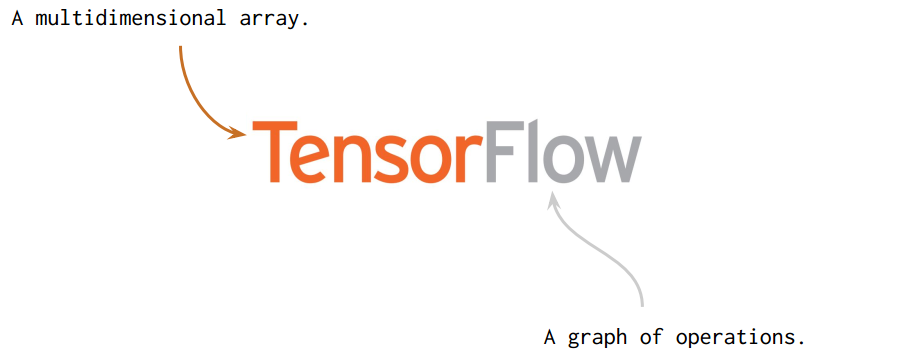 A multidimensional array.
TensorFlow
A graph of operations.